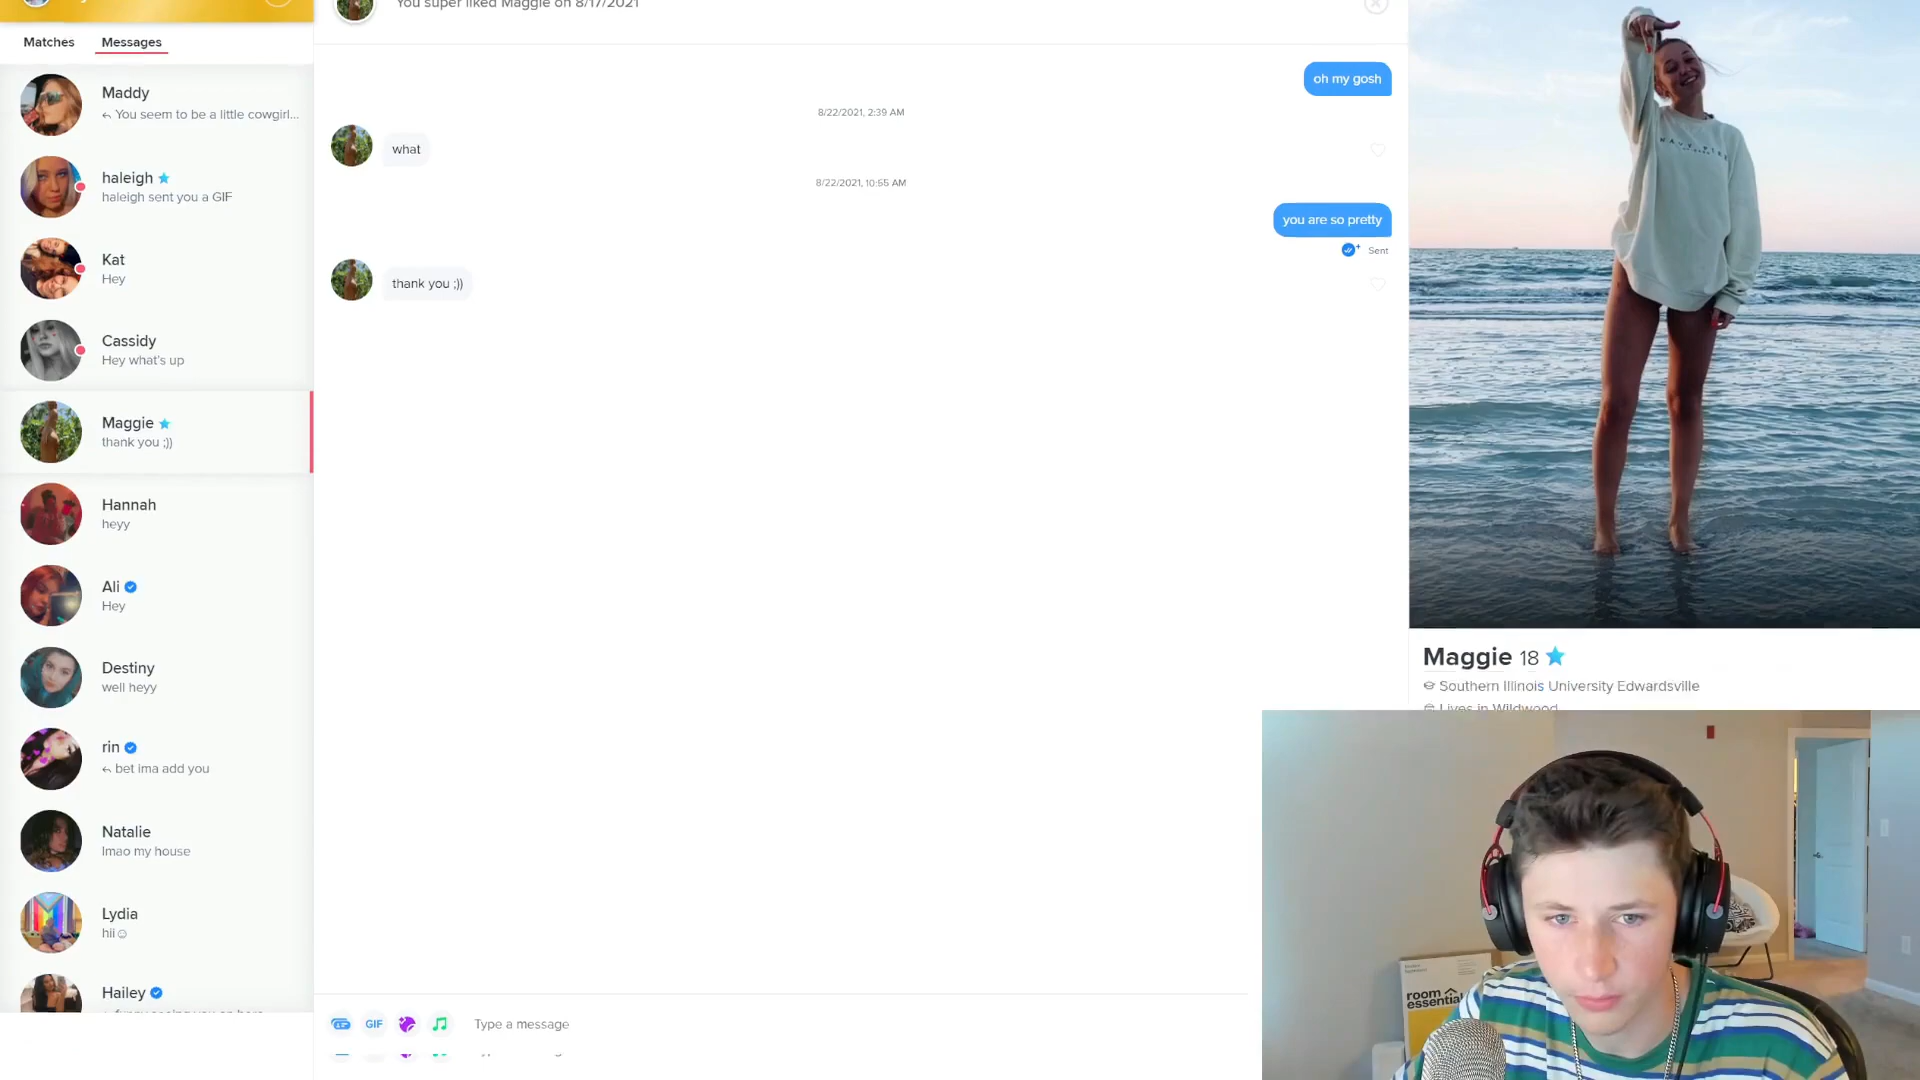 You super liked Maggie on 8/17/2021
Matches
Messages
Maddy
You seem to be a little cowgirl...
haleigh
haleigh sent you a GIF
Kat
Hey
Cassidy
Hey what's up
Maggie
thank you ;))
Hannah
heyy
Ali
Hey
Destiny
well heyy
rin
bet ima add you
Natalie
lmao my house
Lydia
hii☺
Hailey
oh my gosh
8/22/2021, 2:39 AM
what
8/22/2021, 10:55 AM
you are so pretty
Sent
thank you ;))
GIF
Type a message
Maggie 18
Southern Illinois University Edwardsville
Lives in Wildwood
room
essential